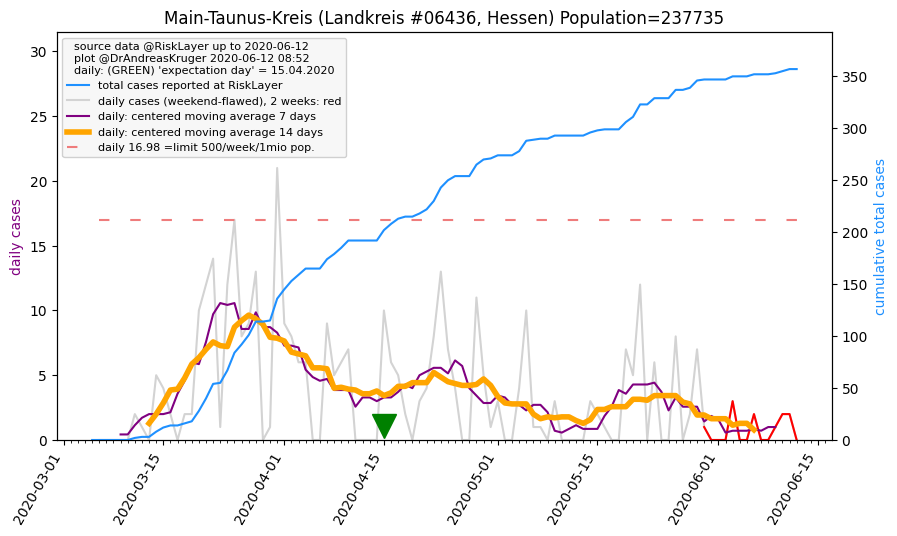 Main-Taunus-Kreis (Landkreis #06436, Hessen) Population=237735
source data @RiskLayer up to 2020-06-12
plot @DrAndreasKruger 2020-06-12 08:52
daily: (GREEN) 'expectation day' = 15.04.2020
total cases reported at RiskLayer
daily cases (weekend-flawed), 2 weeks: red
daily: centered moving average 7 days
daily: centered moving average 14 days
daily 16.98 =limit 500/week/1mio pop.
daily cases
30
25
20
15
10
5
0
cumulative total cases
350
300
250
200
150
100
50
0
2020-03-01
2020-03-15
2020-04-01
2020-04-15
2020-05-01
2020-05-15
2020-06-01
2020-06-15